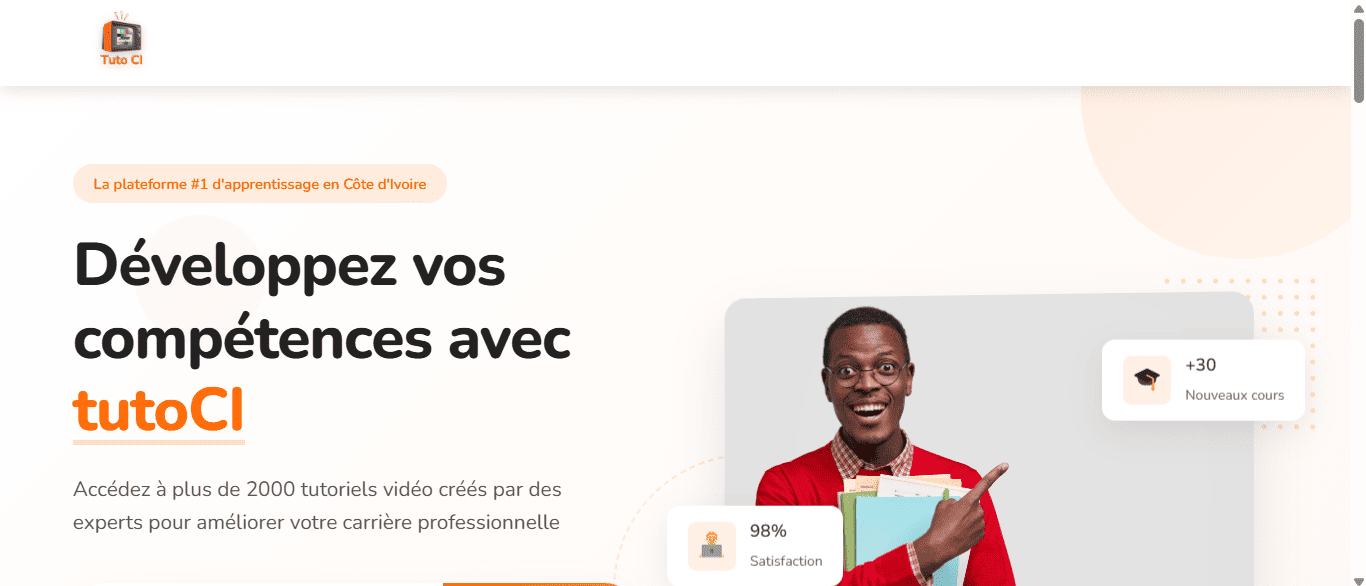 Tuto CI
La plateforme #1 d'apprentissage en Côte d'Ivoire
Développez vos
compétences avec
tutoCI
Accédez à plus de 2000 tutoriels vidéo créés par des
experts pour améliorer votre carrière professionnelle
+30
Nouveaux cours
98%
Satisfaction